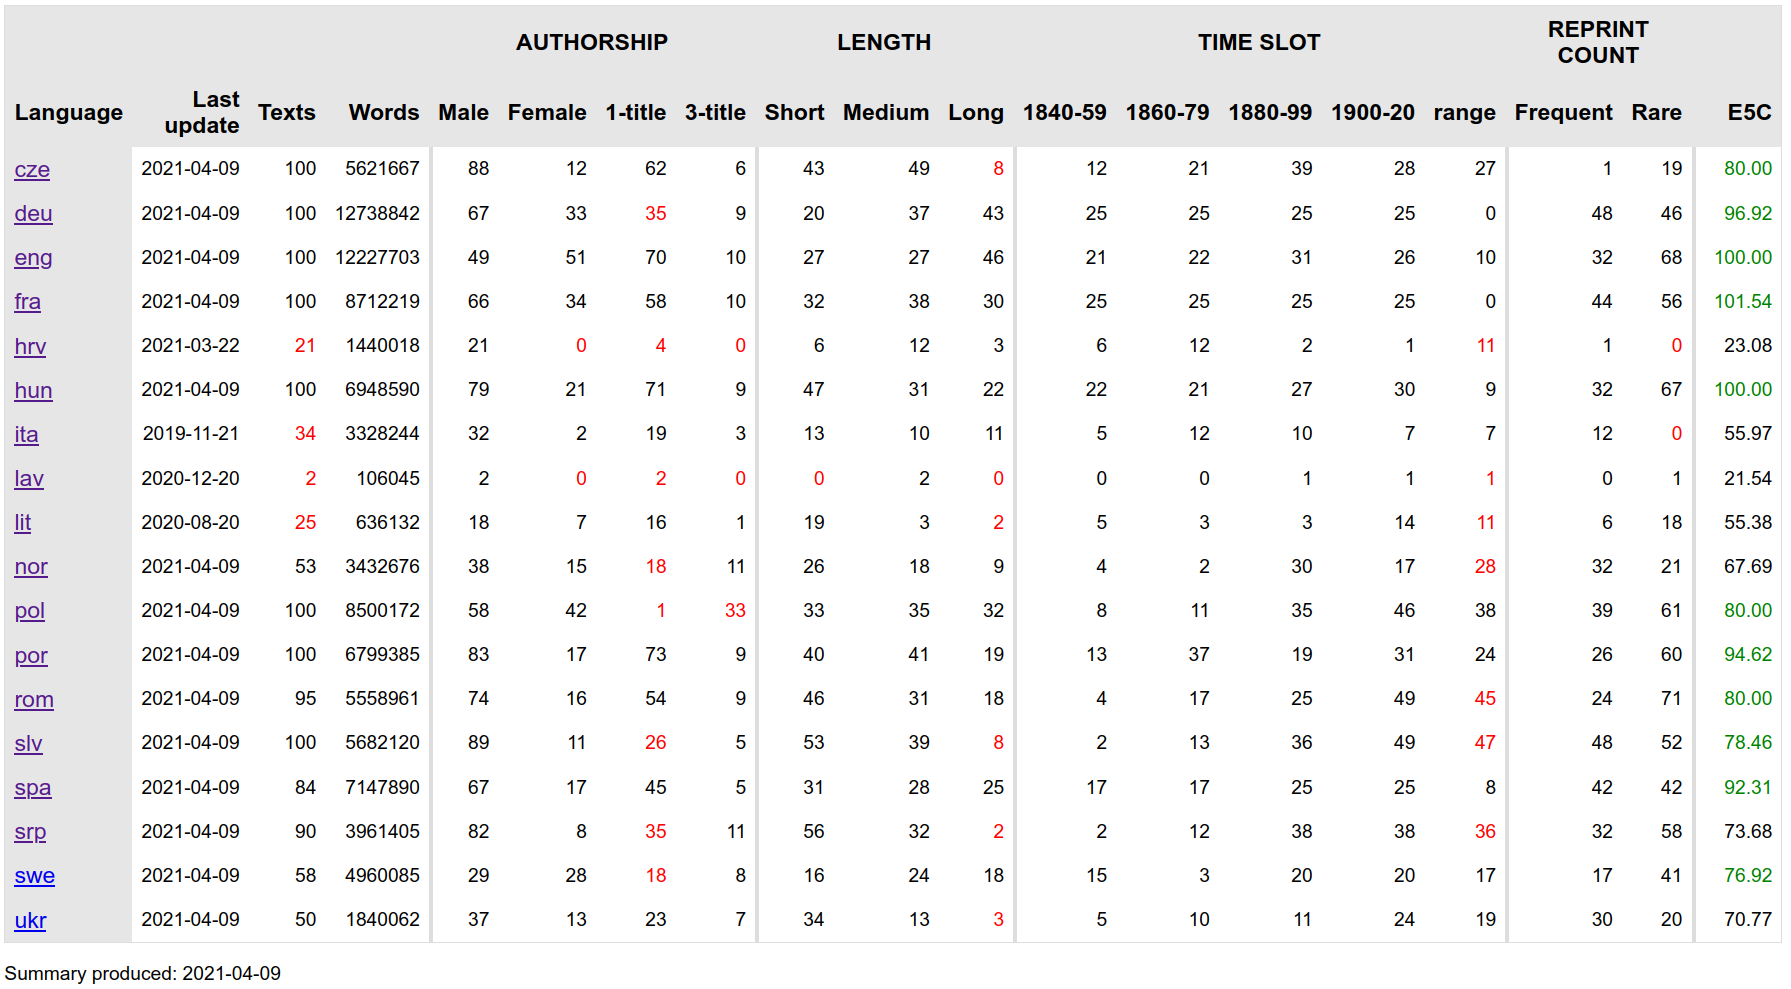 AUTHORSHIP LENGTH TIME SLOT REPRINT COUNT
Language Last update Texts Words Male Female 1-title 3-title Short Medium Long 1840-59 1860-79 1880-99 1900-20 range Frequent Rare E5C
cze 2021-04-09 100 5621667 88 12 62 6 43 49 8 12 21 39 28 27 1 19 80.00
deu 2021-04-09 100 12738842 67 33 35 9 20 37 43 25 25 25 25 0 48 46 96.92
eng 2021-04-09 100 12227703 49 51 70 10 27 27 46 21 22 31 26 10 32 68 100.00
fra 2021-04-09 100 8712219 66 34 58 10 32 38 30 25 25 25 25 0 44 56 101.54
hrv 2021-03-22 21 1440018 21 0 4 0 6 12 3 6 12 2 1 11 1 0 23.08
hun 2021-04-09 100 6948590 79 21 71 9 47 31 22 22 21 27 30 9 32 67 100.00
ita 2019-11-21 34 3328244 32 2 19 3 13 10 11 5 12 10 7 7 12 0 55.97
lav 2020-12-20 2 106045 2 0 2 0 0 2 0 0 0 1 1 1 0 1 21.54
lit 2020-08-20 25 636132 18 7 16 1 19 3 2 5 3 3 14 11 6 18 55.38
nor 2021-04-09 53 3432676 38 15 18 11 26 18 9 4 2 30 17 28 32 21 67.69
pol 2021-04-09 100 8500172 58 42 1 33 33 35 32 8 11 35 46 38 39 61 80.00
por 2021-04-09 100 6799385 83 17 73 9 40 41 19 13 37 19 31 24 26 60 94.62
rom 2021-04-09 95 5558961 74 16 54 9 46 31 18 4 17 25 49 45 24 71 80.00
slv 2021-04-09 100 5682120 89 11 26 5 53 39 8 2 13 36 49 47 48 52 78.46
spa 2021-04-09 84 7147890 67 17 45 5 31 28 25 17 17 25 25 8 42 42 92.31
srp 2021-04-09 90 3961405 82 8 35 11 56 32 2 2 12 38 38 36 32 58 73.68
swe 2021-04-09 58 4960085 29 28 18 8 16 24 18 15 3 20 20 17 17 41 76.92
ukr 2021-04-09 50 1840062 37 13 23 7 34 13 3 5 10 11 24 19 30 20 70.77
Summary produced: 2021-04-09